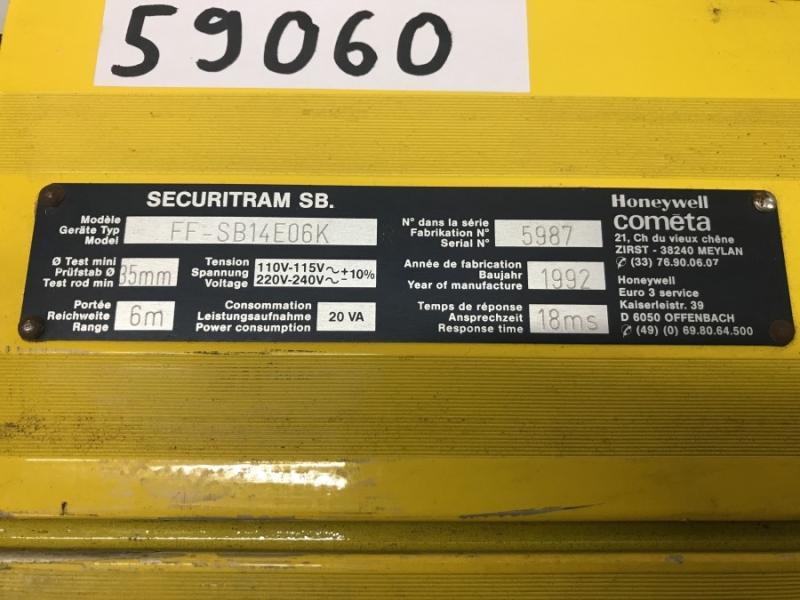 59060
SECURITRAM SB.
Modèle
Geräte Typ
Model
FF-SB14E06K
N° dans la série
Fabrikation N°
Serial N°
5987
Ø Test mini
Prüfstab Ø
Test rod min
35mm
Tension
Spannung
Voltage
110V-115V～+10%
220V-240V～-
Année de fabrication
Baujahr
Year of manufacture
1992
Portée
Reichweite
Range
6m
Consommation
Leistungsaufnahme
Power consumption
20 VA
Temps de réponse
Ansprechzeit
Response time
18ms
Honeywell
comēta
21, Ch du vieux chêne
ZIRST - 38240 MEYLAN
✆ (33) 76.90.06.07
Honeywell
Euro 3 service
Kaiserleistr. 39
D 6050 OFFENBACH
✆ (49) (0) 69.80.64.500